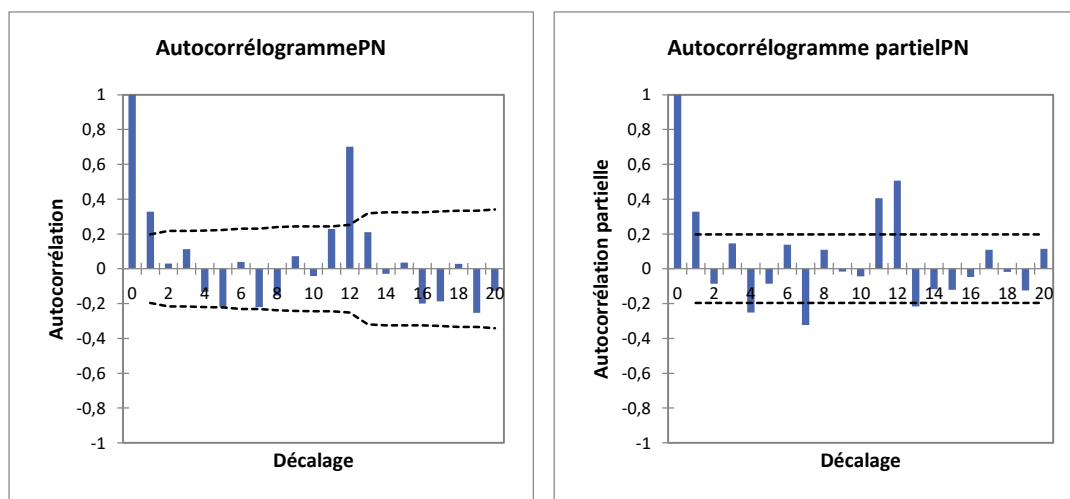 AutocorrélogrammePN
1
0,8
0,6
0,4
0,2
0
-0,2
-0,4
-0,6
-0,8
-1
0 2 4 6 8 10 12 14 16 18 20
Autocorrélation
Décalage
Autocorrélogramme partielPN
1
0,8
0,6
0,4
0,2
0
-0,2
-0,4
-0,6
-0,8
-1
0 2 4 6 8 10 12 14 16 18 20
Autocorrélation partielle
Décalage